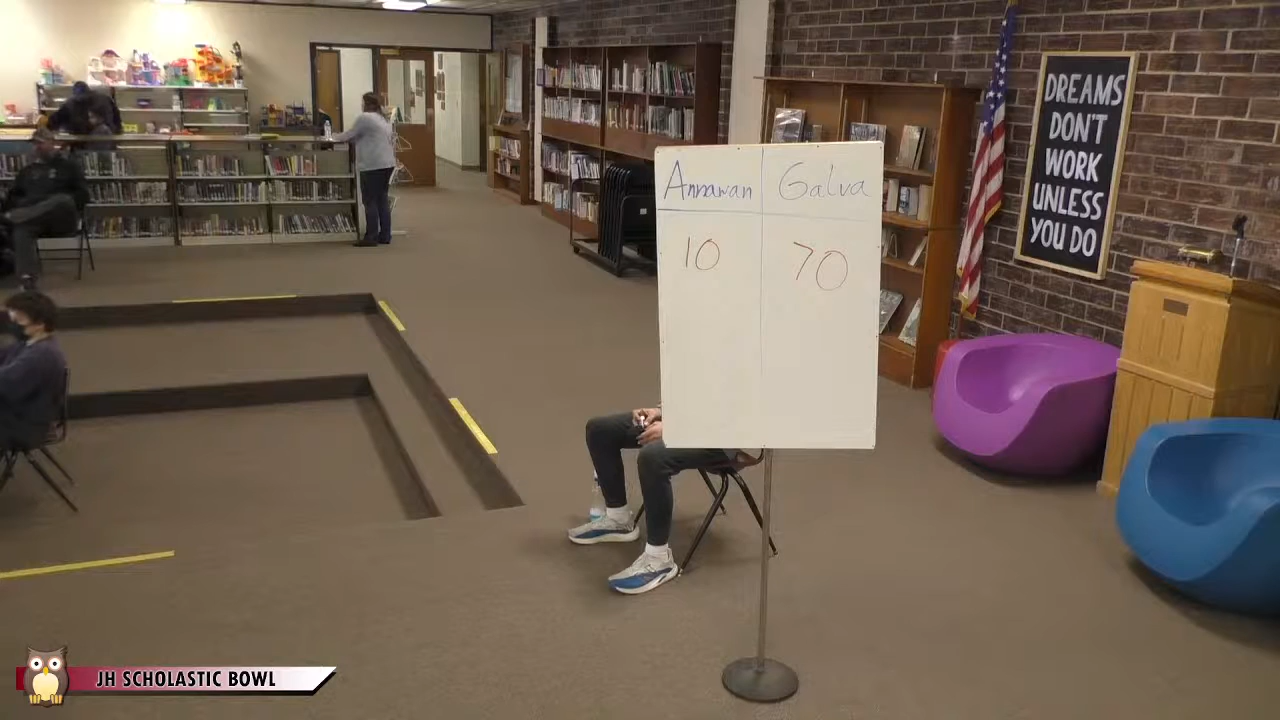 Annawan Galva
10 70
DREAMS
DON'T
WORK
UNLESS
YOU DO
JH SCHOLASTIC BOWL